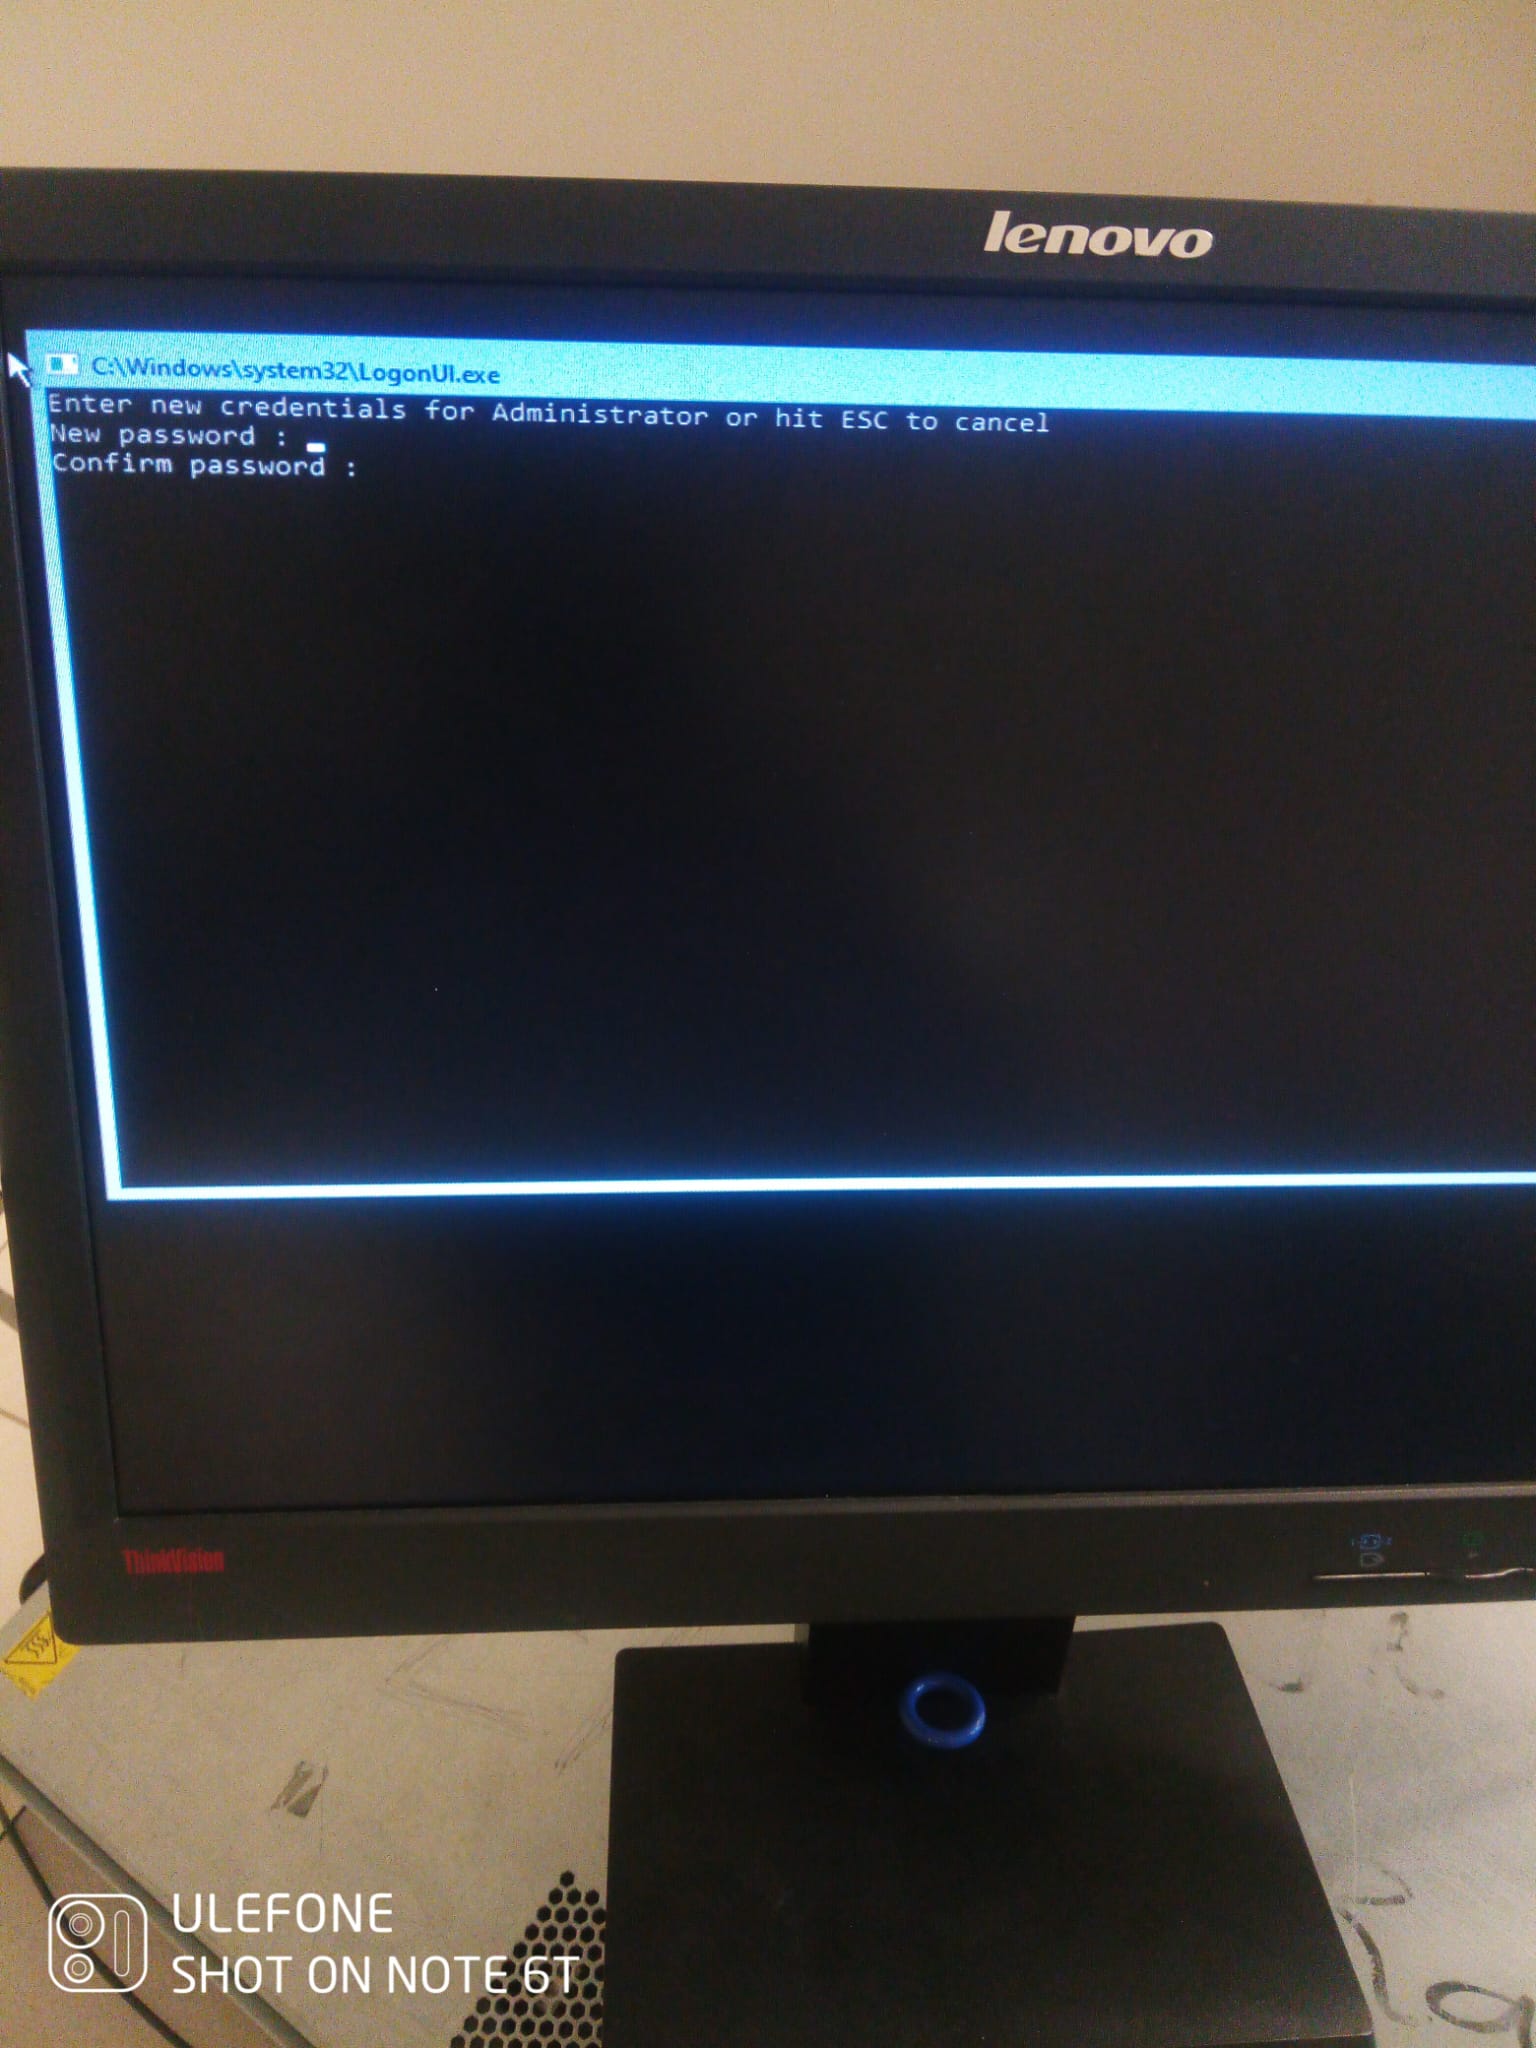 lenovo
C:\Windows\system32\LogonUI.exe
Enter new credentials for Administrator or hit ESC to cancel
New password :
Confirm password :
ThinkVision
ULEFONE
SHOT ON NOTE 6T